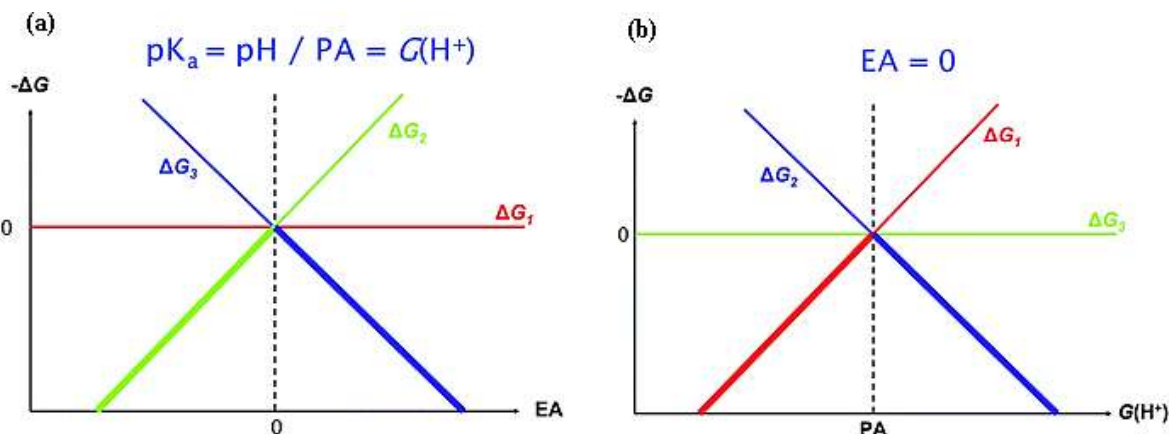 (a)
pKₐ = pH / PA = G(H⁺)
-ΔG
ΔG₂
ΔG₃
ΔG₁
0
EA
0
(b)
EA = 0
-ΔG
ΔG₁
ΔG₂
ΔG₃
0
G(H⁺)
PA